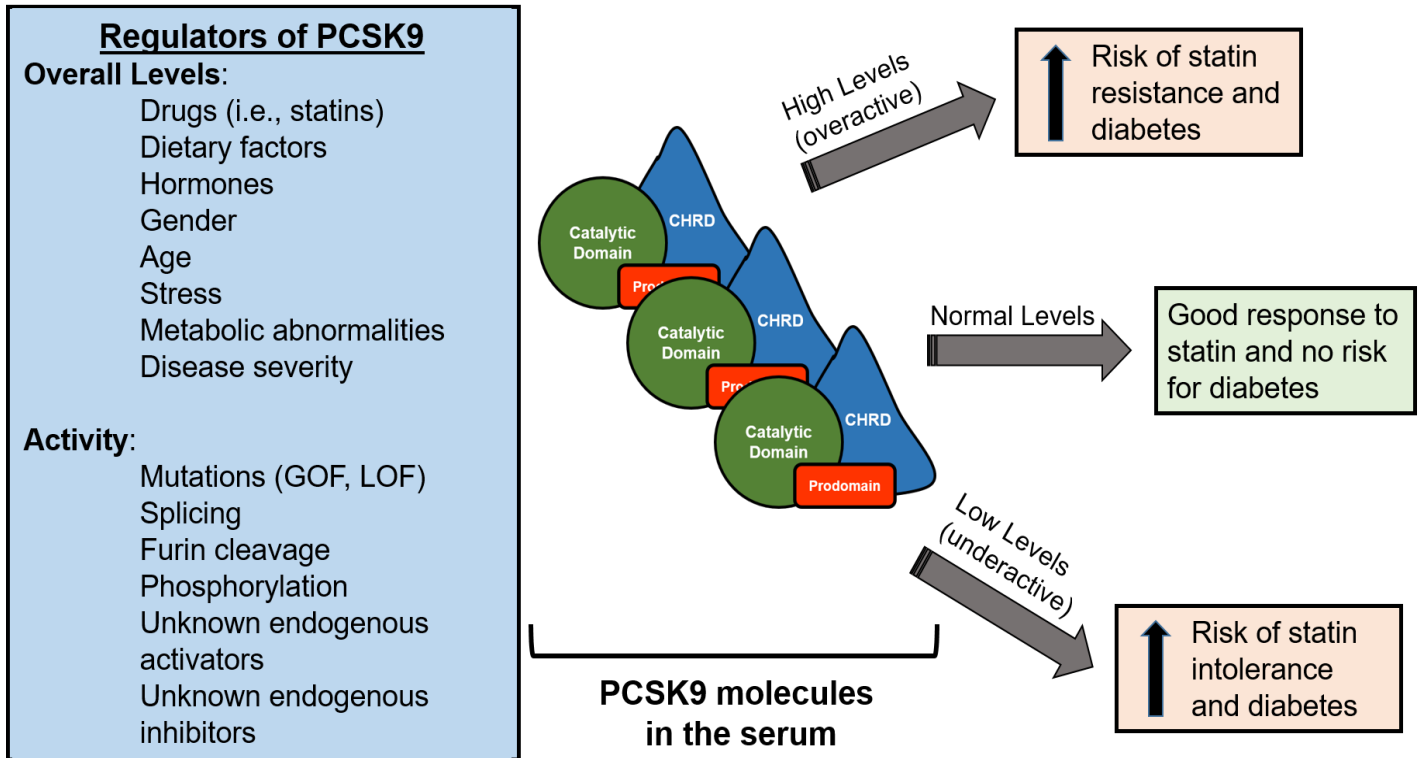 Regulators of PCSK9
Overall Levels:
Drugs (i.e., statins)
Dietary factors
Hormones
Gender
Age
Stress
Metabolic abnormalities
Disease severity
Activity:
Mutations (GOF, LOF)
Splicing
Furin cleavage
Phosphorylation
Unknown endogenous
activators
Unknown endogenous
inhibitors
CHRD
Catalytic
Domain
CHRD
Catalytic
Domain
CHRD
Catalytic
Domain
Prodomain
PCSK9 molecules
in the serum
High Levels
(overactive)
Risk of statin
resistance and
diabetes
Normal Levels
Good response to
statin and no risk
for diabetes
Low Levels
(underactive)
Risk of statin
intolerance
and diabetes